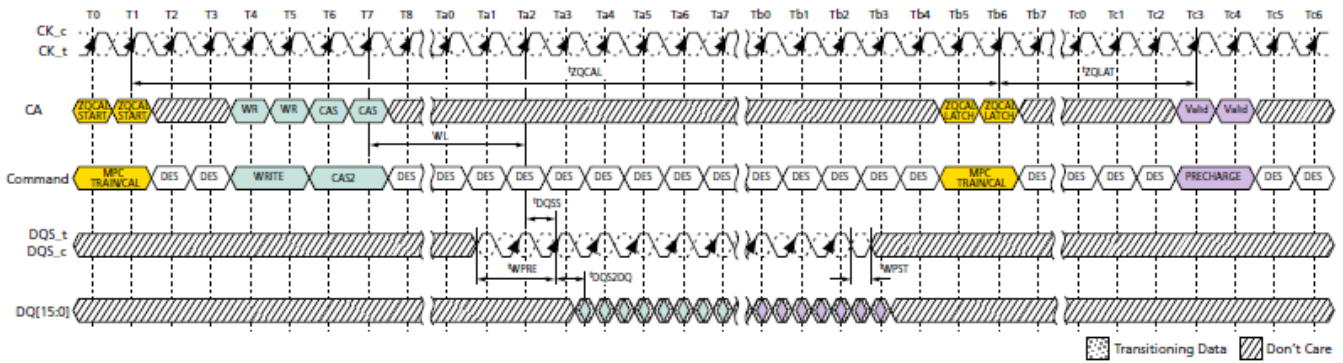 T0 T1 T2 T3 T4 T5 T6 T7 T8 Ta0 Ta1 Ta2 Ta3 Ta4 Ta5 Ta6 Ta7 Tb0 Tb1 Tb2 Tb3 Tb4 Tb5 Tb6 Tb7 Tc0 Tc1 Tc2 Tc3 Tc4 Tc5 Tc6
CK_c
CK_t
tZQCAL tZQLAT
CA ZQCAL START ZQCAL START WR WR CAS CAS ZQCAL LATCH ZQCAL LATCH Valid Valid
WL
Command MPC TRAIN/CAL DES DES WRITE CAS2 DES DES DES DES DES DES DES DES DES DES DES DES DES DES MPC TRAIN/CAL DES DES DES DES PRECHARGE DES DES
tDQSS
DQS_t
DQS_c
tWPRE tDQS2DQ tWPST
DQ[15:0]
Transitioning Data Don't Care